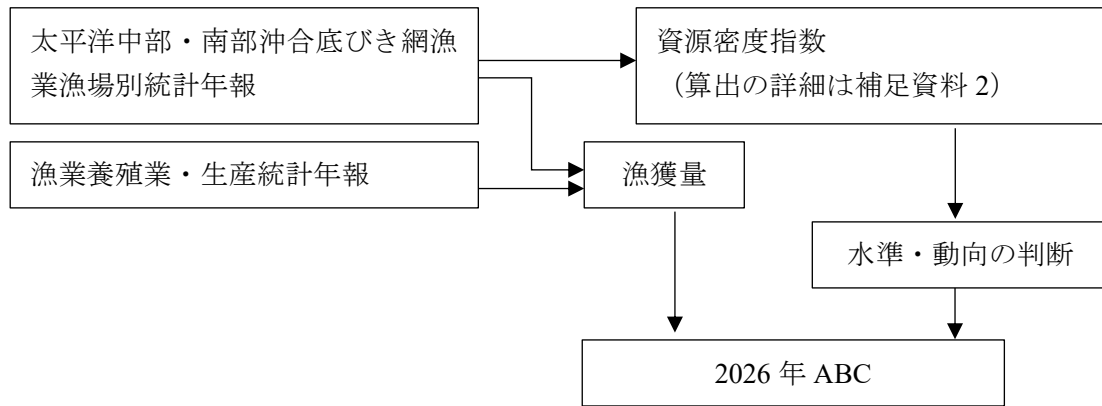 太平洋中部・南部沖合底びき網漁
業漁場別統計年報
資源密度指数
（算出の詳細は補足資料 2）
漁業養殖業・生産統計年報
漁獲量
水準・動向の判断
2026 年 ABC